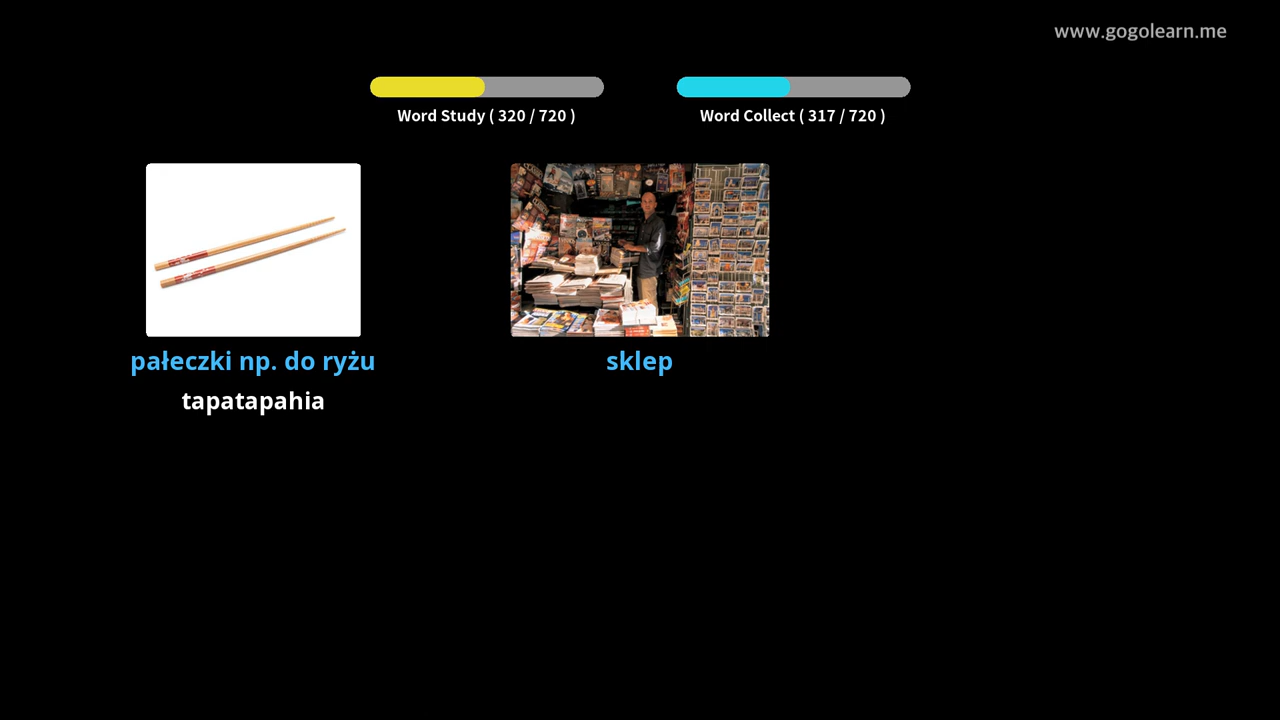 www.gogolearn.me
Word Study ( 320 / 720 )
Word Collect ( 317 / 720 )
pałeczki np. do ryżu
tapatapahia
sklep